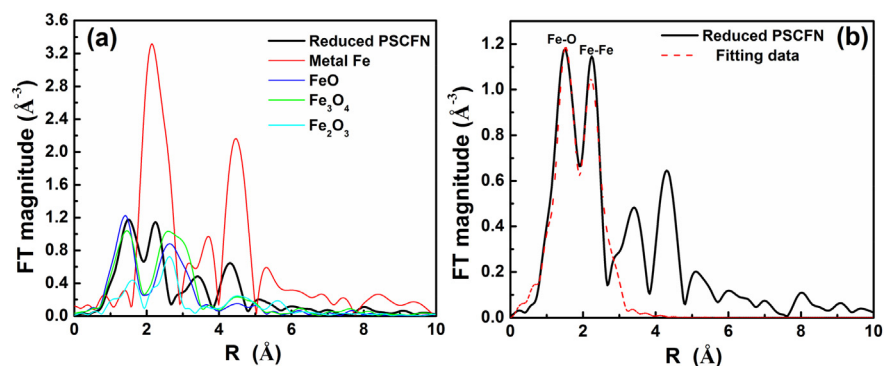 (a)
Reduced PSCFN
Metal Fe
FeO
Fe₃O₄
Fe₂O₃
FT magnitude (Å⁻³)
3.6
3.2
2.8
2.4
2.0
1.6
1.2
0.8
0.4
0.0
0 2 4 6 8 10
R (Å)
(b)
Fe-O
Fe-Fe
Reduced PSCFN
Fitting data
FT magnitude (Å⁻³)
1.2
1.0
0.8
0.6
0.4
0.2
0.0
0 2 4 6 8 10
R (Å)